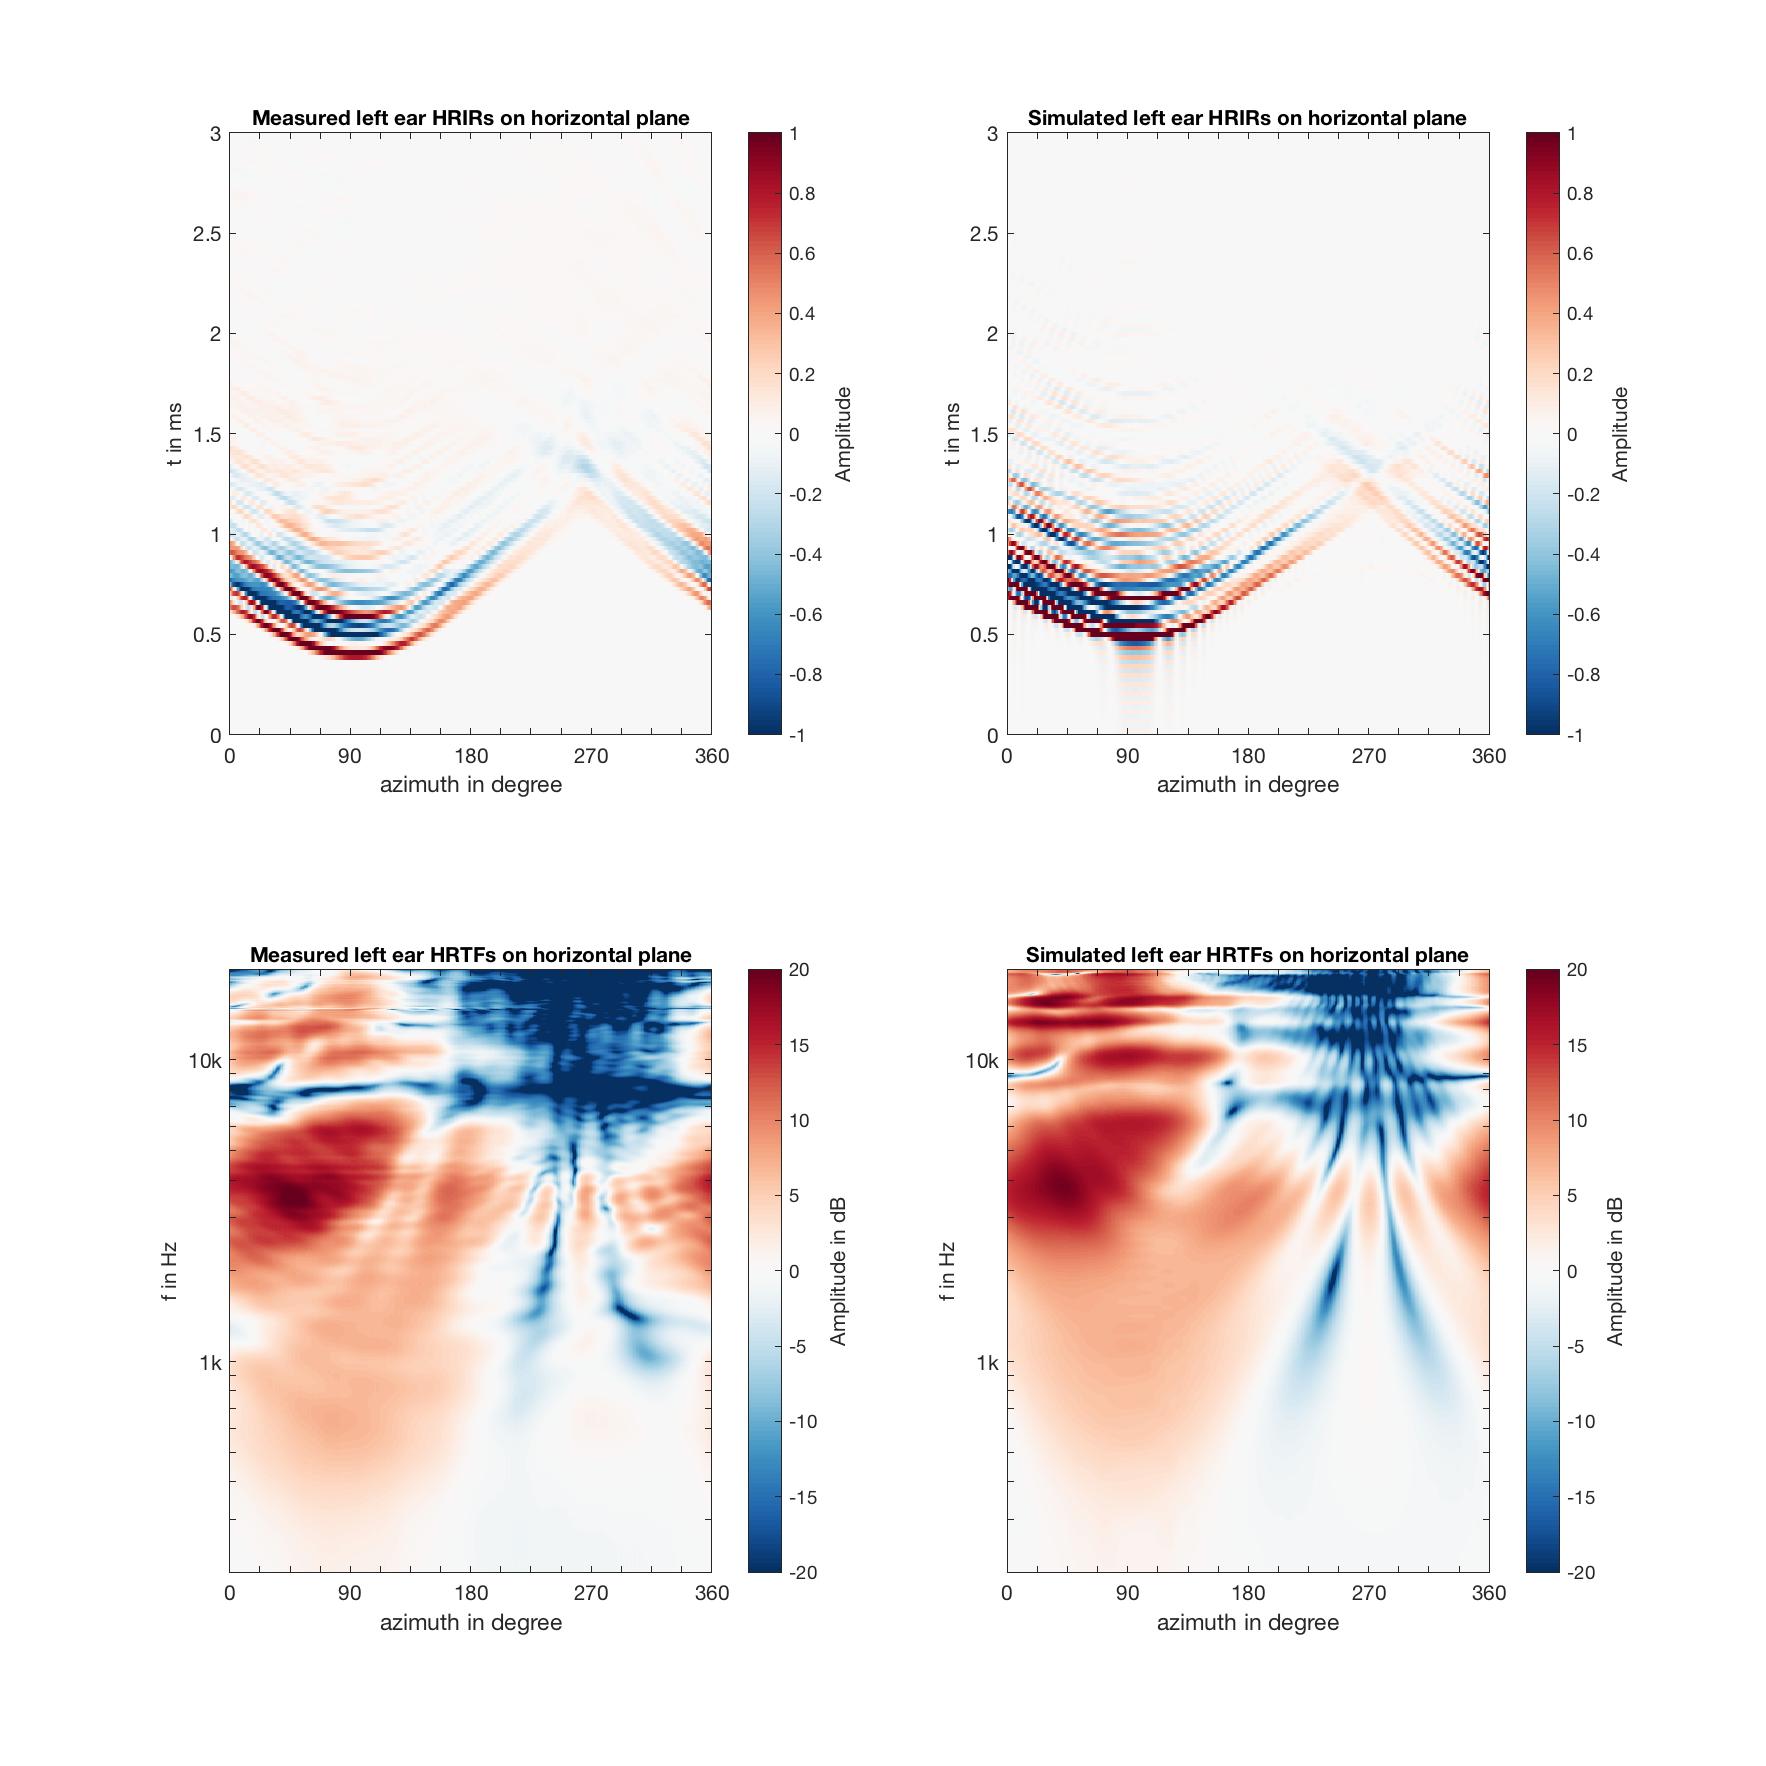 Measured left ear HRIRs on horizontal plane
3
2.5
2
1.5
1
0.5
0
t in ms
0 90 180 270 360
azimuth in degree
1
0.8
0.6
0.4
0.2
0
-0.2
-0.4
-0.6
-0.8
-1
Amplitude
Simulated left ear HRIRs on horizontal plane
3
2.5
2
1.5
1
0.5
0
t in ms
0 90 180 270 360
azimuth in degree
1
0.8
0.6
0.4
0.2
0
-0.2
-0.4
-0.6
-0.8
-1
Amplitude
Measured left ear HRTFs on horizontal plane
10k
1k
f in Hz
0 90 180 270 360
azimuth in degree
20
15
10
5
0
-5
-10
-15
-20
Amplitude in dB
Simulated left ear HRTFs on horizontal plane
10k
1k
f in Hz
0 90 180 270 360
azimuth in degree
20
15
10
5
0
-5
-10
-15
-20
Amplitude in dB